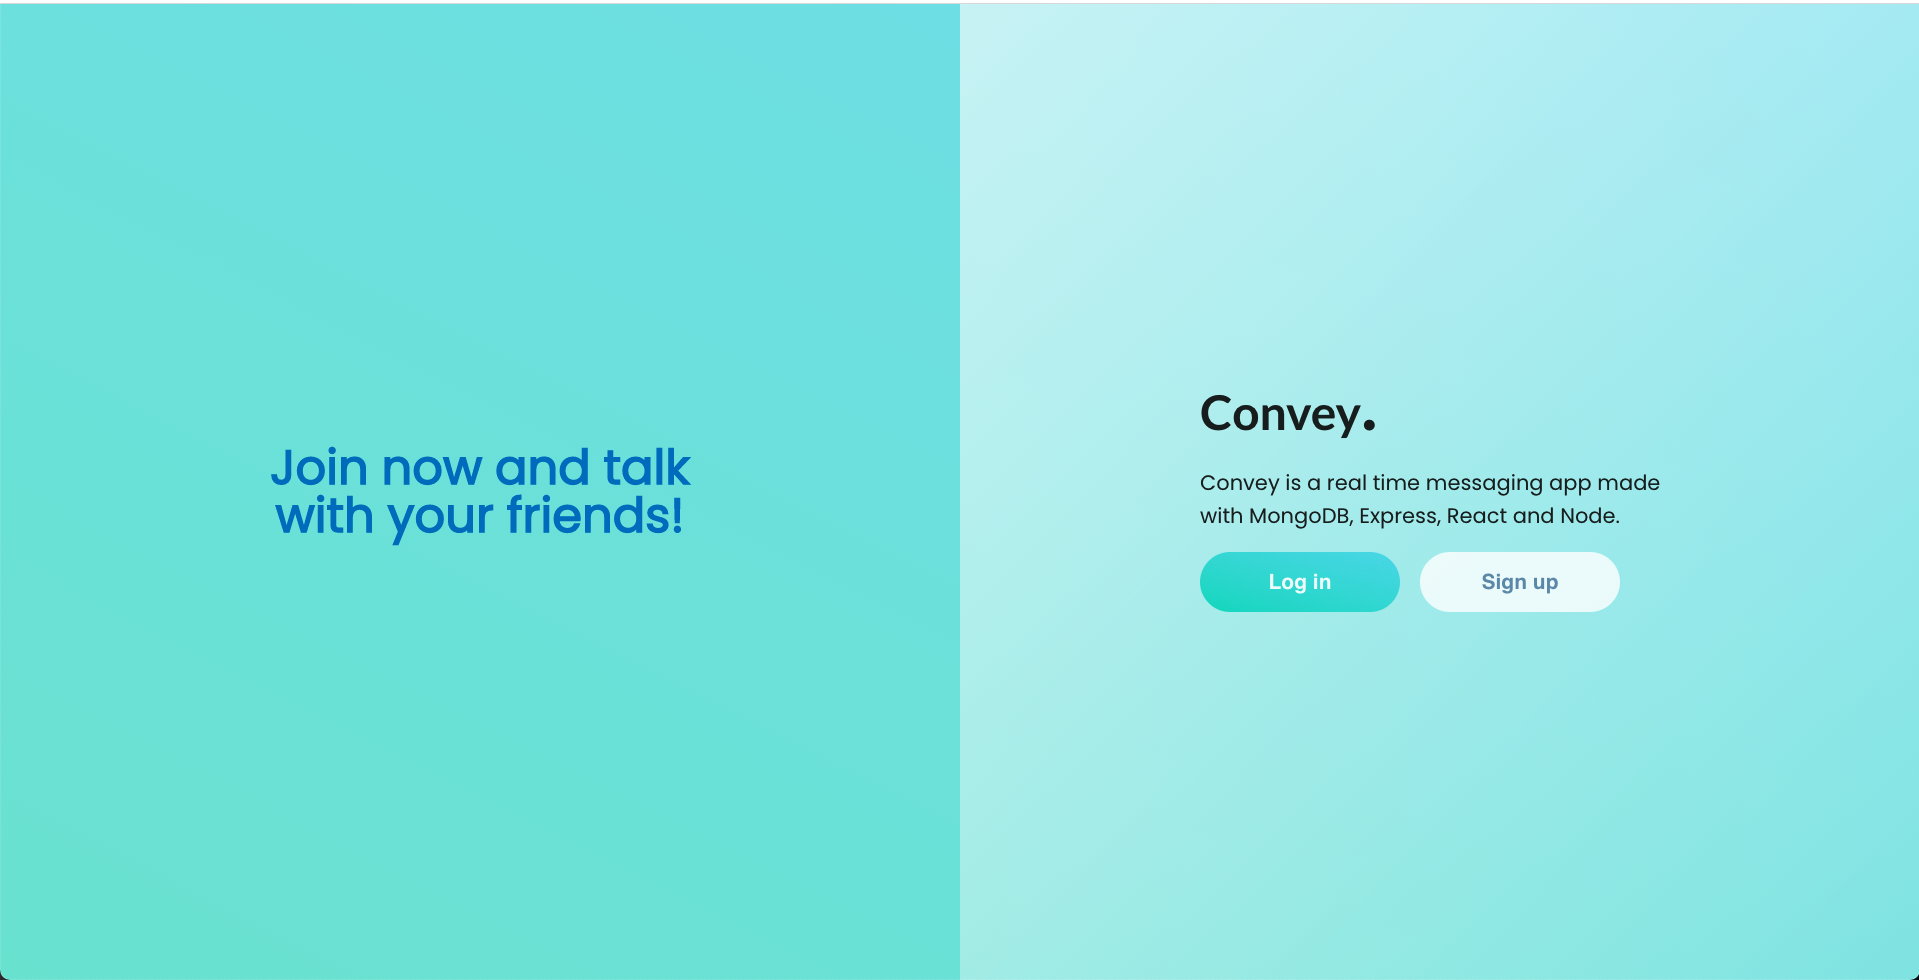 Join now and talk
with your friends!
Convey.
Convey is a real time messaging app made
with MongoDB, Express, React and Node.
Log in
Sign up